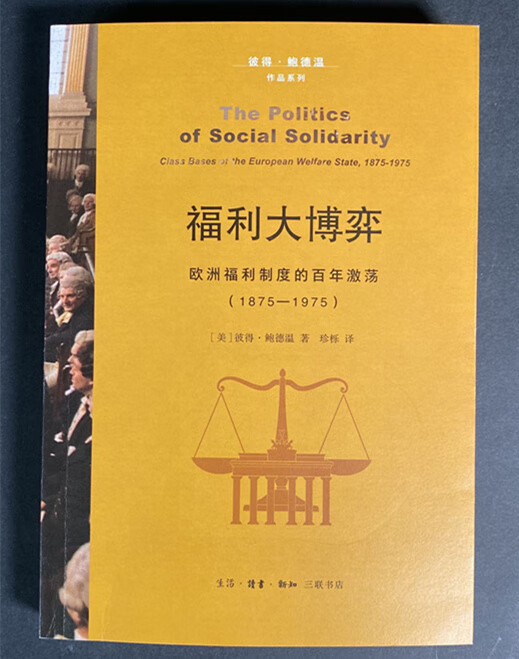 彼得·鲍德温
作品系列
The Politics
of Social Solidarity
Class Bases of the European Welfare State, 1875-1975
福利大博弈
欧洲福利制度的百年激荡
（1875—1975）
［美］彼得·鲍德温 著 珍栎 译
生活·讀書·新知 三联书店